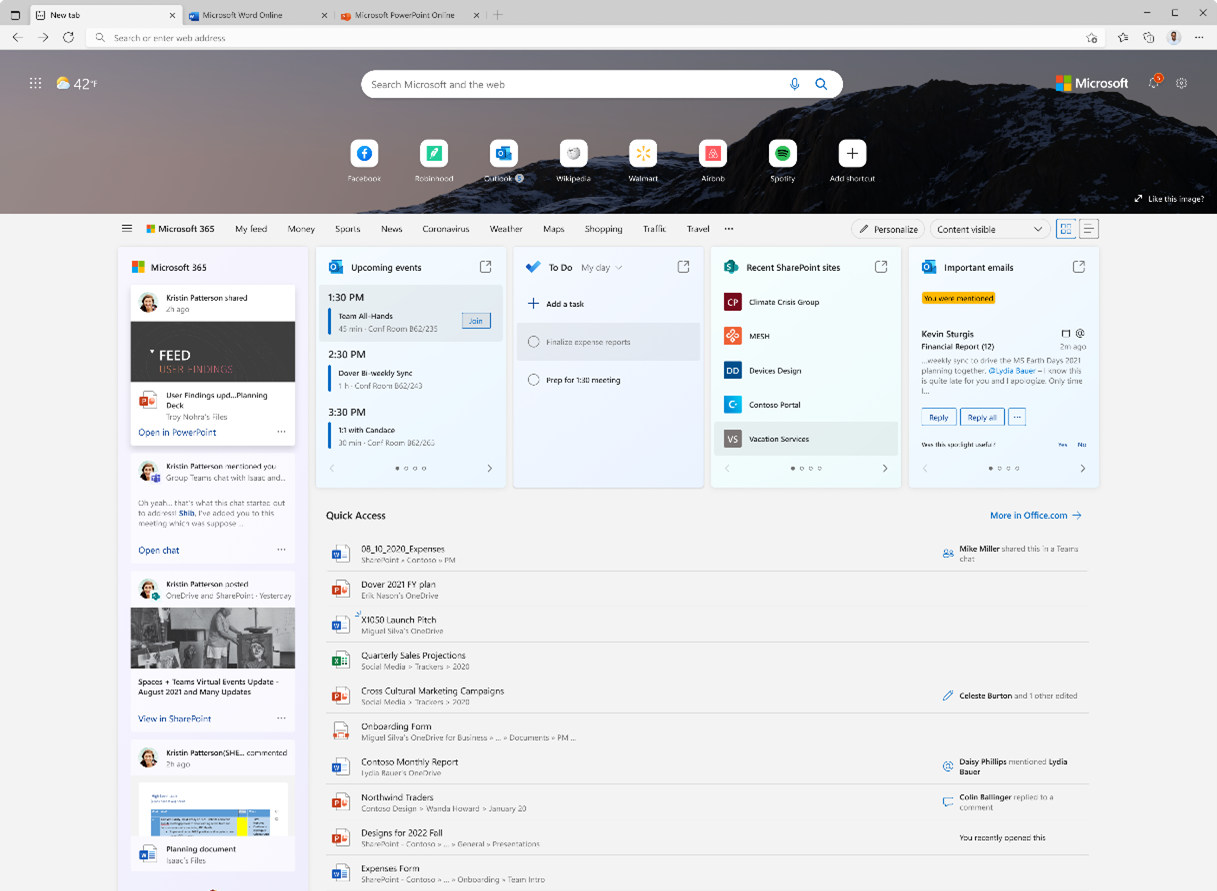 New tab
Microsoft Word Online
Microsoft PowerPoint Online
Search or enter web address
42°F
Search Microsoft and the web
Microsoft
5
Facebook
Robinhood
Outlook
Wikipedia
Walmart
Airbnb
Spotify
Add shortcut
Like this image?
Microsoft 365
My feed
Money
Sports
News
Coronavirus
Weather
Maps
Shopping
Traffic
Travel
Personalize
Content visible
Microsoft 365
Kristin Patterson shared
2h ago
FEED
USER FINDINGS
User Findings upd...Planning
Deck
Troy Nohra's Files
Open in PowerPoint
Kristin Patterson mentioned you
Group Teams chat with Isaac and...
Oh yeah... that's what this chat started out
to address! Shib, I've added you to this
meeting which was suppose ...
Open chat
Kristin Patterson posted
OneDrive and SharePoint · Yesterday
Spaces + Teams Virtual Events Update -
August 2021 and Many Updates
View in SharePoint
Kristin Patterson(SHE... commented
2h ago
Planning document
Isaac's Files
Upcoming events
1:30 PM
Team All-Hands
45 min · Conf Room B62/235
Join
2:30 PM
Dover Bi-weekly Sync
1 h · Conf Room B62/243
3:30 PM
1:1 with Candace
30 min · Conf Room B62/265
To Do
My day
Add a task
Finalize expense reports
Prep for 1:30 meeting
Recent SharePoint sites
CP
Climate Crisis Group
MESH
DD
Devices Design
C
Contoso Portal
VS
Vacation Services
Important emails
You were mentioned
Kevin Sturgis
Financial Report (12)
2m ago
...weekly sync to drive the MS Earth Days 2021
planning together. @Lydia Bauer – I know this
is quite late for you and I apologize. Only time
I...
Reply
Reply all
Was this spotlight useful?
Yes
No
Quick Access
More in Office.com
08_10_2020_Expenses
SharePoint » Contoso » PM
Mike Miller shared this in a Teams
chat
Dover 2021 FY plan
Erik Nason's OneDrive
X1050 Launch Pitch
Miguel Silva's OneDrive
Quarterly Sales Projections
Social Media > Trackers > 2020
Cross Cultural Marketing Campaigns
Social Media > Trackers > 2020
Celeste Burton and 1 other edited
Onboarding Form
Miguel Silva's OneDrive for Business » ... » Documents » PM ...
Contoso Monthly Report
Lydia Bauer's OneDrive
Daisy Phillips mentioned Lydia
Bauer
Northwind Traders
Contoso Design > Wanda Howard > January 20
Colin Ballinger replied to a
comment
Designs for 2022 Fall
SharePoint - Contoso » ... » General » Presentations
You recently opened this
Expenses Form
SharePoint - Contoso » ... » Onboarding » Team Intro